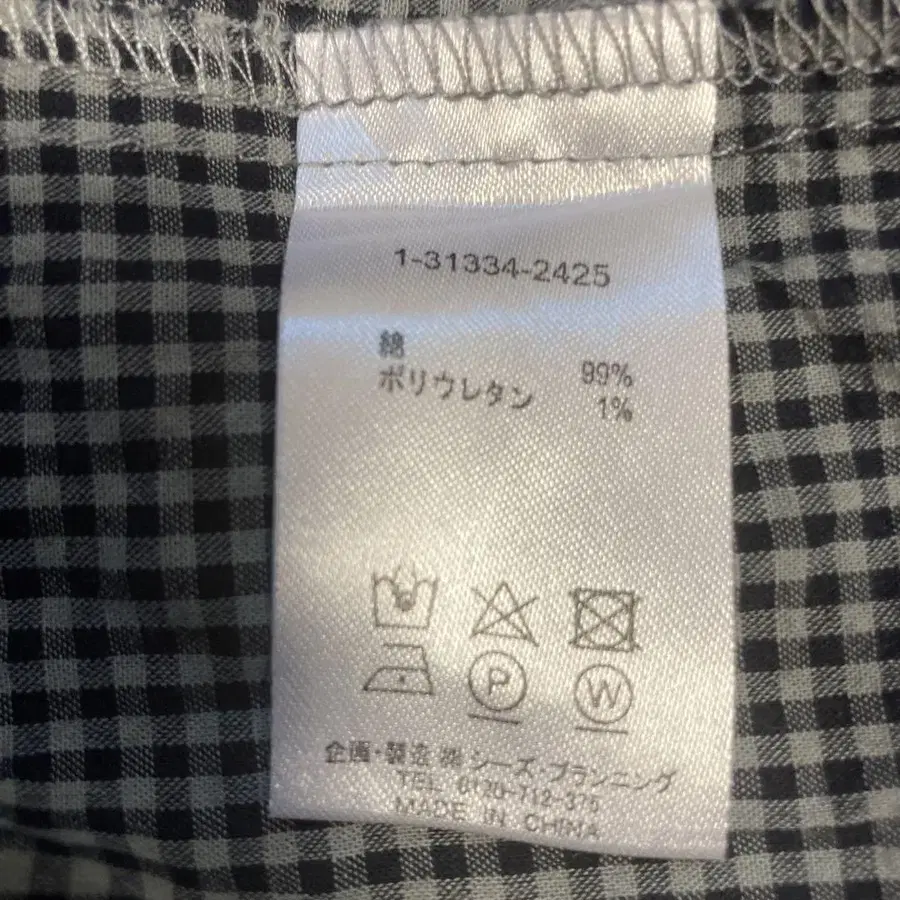 1-31334-2425
綿 99%
ポリウレタン 1%
P W
企画・製造 ㈱シーズ・プランニング
TEL 0120-712-375
MADE IN CHINA